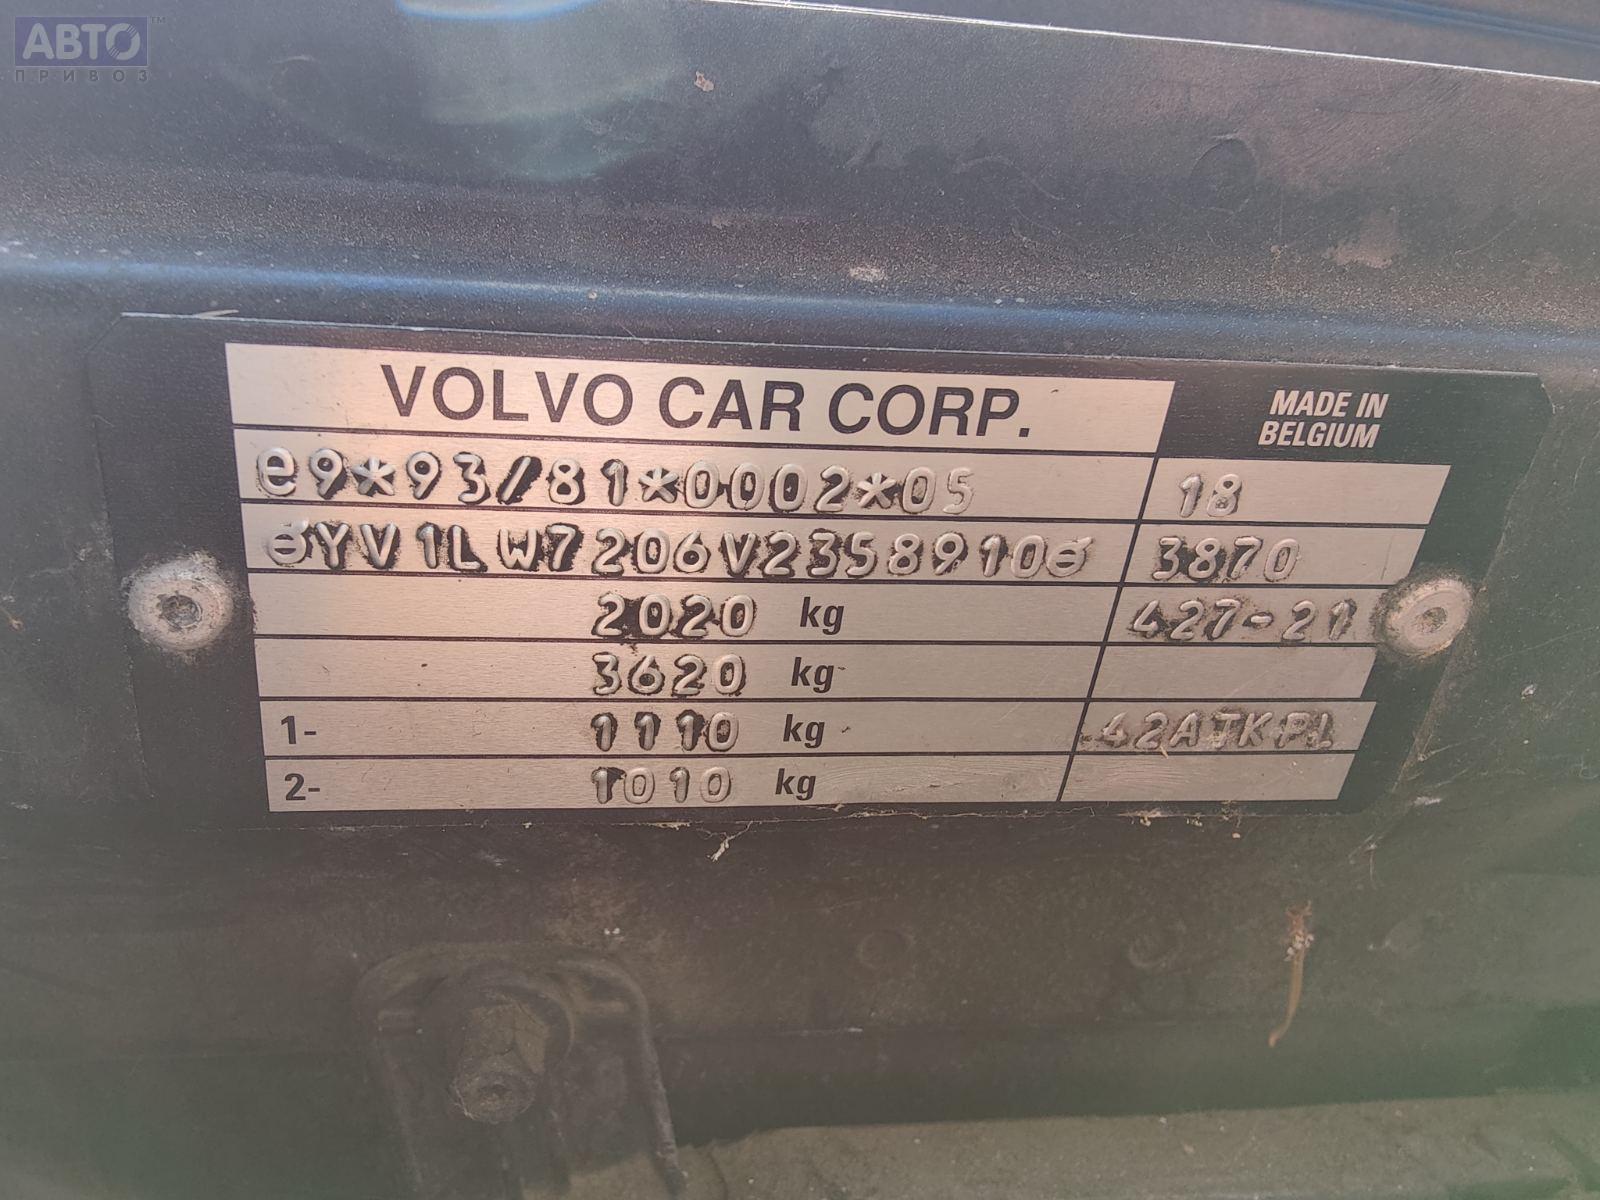 АВТО™
ПРИВОЗ
VOLVO CAR CORP.
MADE IN
BELGIUM
e9*93/81*0002*05 18
YV1LW7206V2358910 3870
2020 kg 427-21
3620 kg
1- 1110 kg 42ATKPL
2- 1010 kg